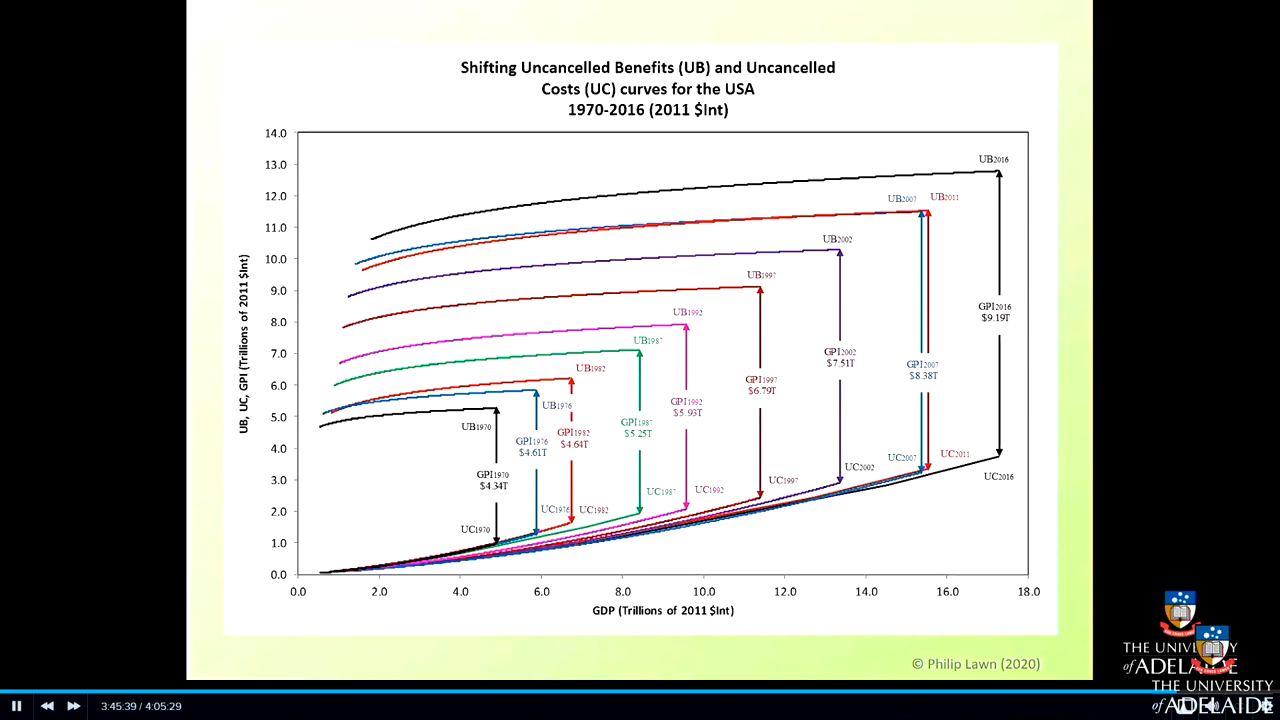 Shifting Uncancelled Benefits (UB) and Uncancelled
Costs (UC) curves for the USA
1970-2016 (2011 $Int)
UB, UC, GPI (Trillions of 2011 $Int)
14.0
13.0
12.0
11.0
10.0
9.0
8.0
7.0
6.0
5.0
4.0
3.0
2.0
1.0
0.0
UB2016
UB2007
UB2011
UB2002
UB1997
UB1992
UB1987
UB1982
UB1976
UB1970
GPI2016
$9.19T
GPI2007
$8.38T
GPI2002
$7.51T
GPI1997
$6.79T
GPI1992
$5.93T
GPI1987
$5.25T
GPI1982
$4.64T
GPI1976
$4.61T
GPI1970
$4.34T
UC1970
UC1976
UC1982
UC1987
UC1992
UC1997
UC2002
UC2007
UC2011
UC2016
0.0 2.0 4.0 6.0 8.0 10.0 12.0 14.0 16.0 18.0
GDP (Trillions of 2011 $Int)
© Philip Lawn (2020)
THE UNIVERSITY
of ADELAIDE
THE UNIVERSITY
of ADELAIDE
3:45:39 / 4:05:29